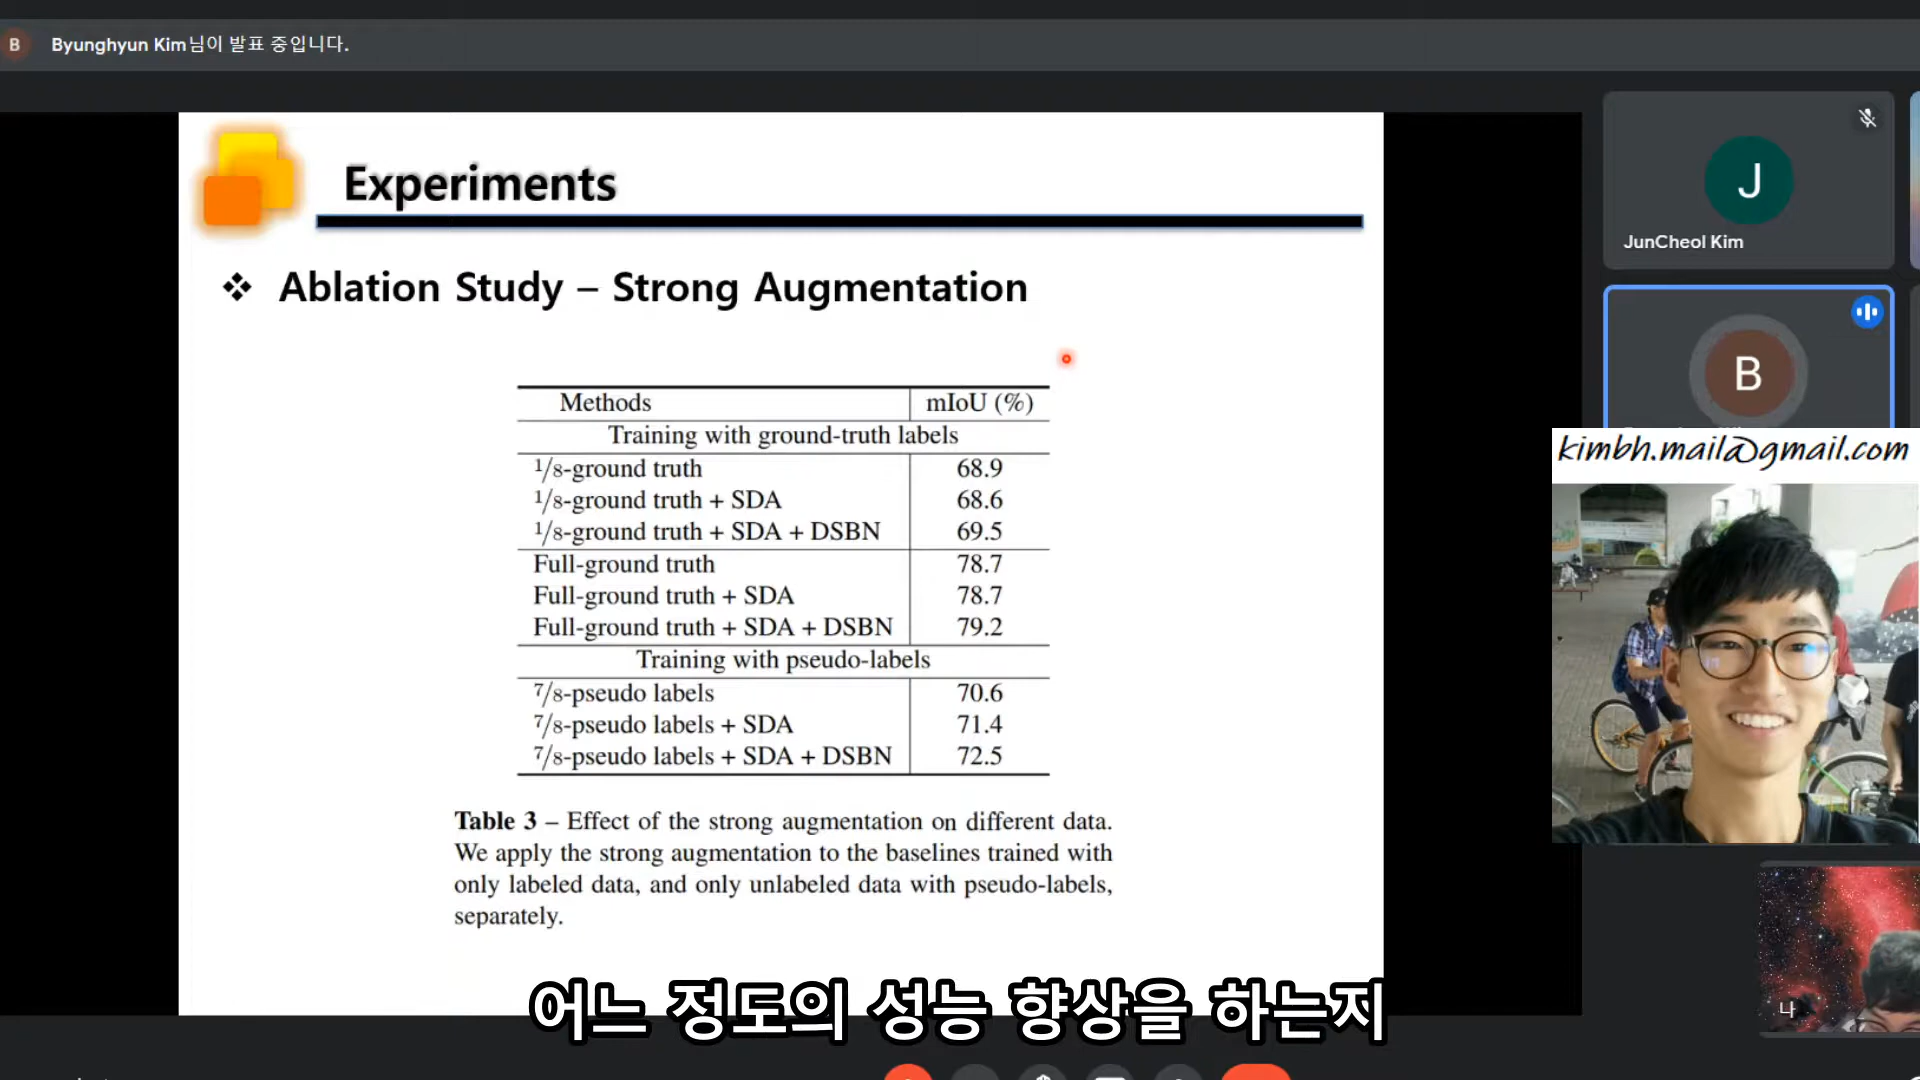 B Byunghyun Kim님이 발표 중입니다.
Experiments
❖ Ablation Study – Strong Augmentation
Methods mIoU (%)
Training with ground-truth labels
1/8-ground truth 68.9
1/8-ground truth + SDA 68.6
1/8-ground truth + SDA + DSBN 69.5
Full-ground truth 78.7
Full-ground truth + SDA 78.7
Full-ground truth + SDA + DSBN 79.2
Training with pseudo-labels
7/8-pseudo labels 70.6
7/8-pseudo labels + SDA 71.4
7/8-pseudo labels + SDA + DSBN 72.5
Table 3 – Effect of the strong augmentation on different data.
We apply the strong augmentation to the baselines trained with
only labeled data, and only unlabeled data with pseudo-labels,
separately.
J
JunCheol Kim
B
kimbh.mail@gmail.com
나
어느 정도의 성능 향상을 하는지